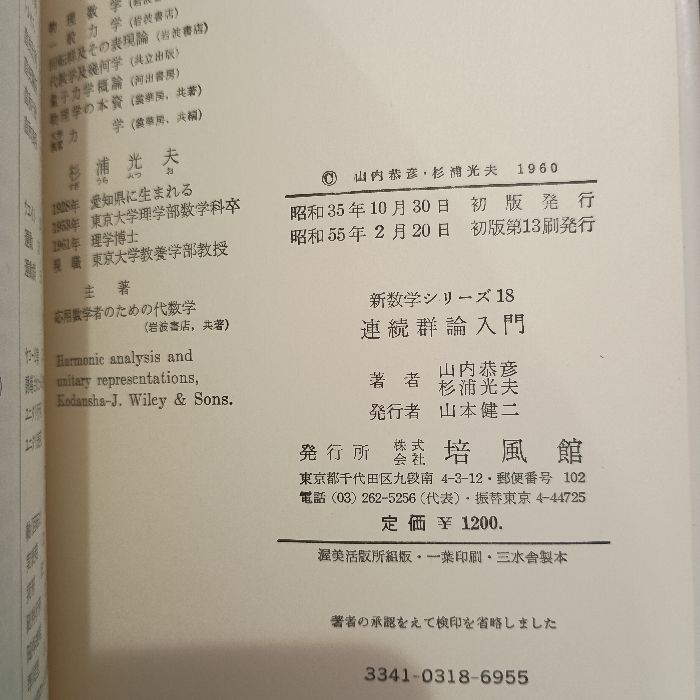 物理数学(岩波書店)
一般力学(岩波書店)
回転群及その表現論(岩波書店)
代数学及幾何学(共立出版)
量子力学概論(河出書房)
物理学の本質(裳華房, 共著)
力学(裳華房, 共編)
杉浦光夫
すぎ うら みつ お
1928年 愛知県に生まれる
1953年 東京大学理学部数学科卒
1961年 理学博士
現職 東京大学教養学部教授
主著
応用数学者のための代数学
(岩波書店, 共著)
Harmonic analysis and
unitary representations,
Kodansha-J. Wiley & Sons.
Ⓒ 山内恭彦・杉浦光夫 1960
昭和35年10月30日 初版発行
昭和55年2月20日 初版第13刷発行
新数学シリーズ18
連続群論入門
著者 山内恭彦
杉浦光夫
発行者 山本健二
発行所 株式会社 培風館
東京都千代田区九段南 4-3-12・郵便番号 102
電話 (03) 262-5256 (代表)・振替東京 4-44725
定価 ¥ 1200.
渥美活版所組版・一葉印刷・三水舎製本
著者の承認をえて検印を省略しました
3341-0318-6955